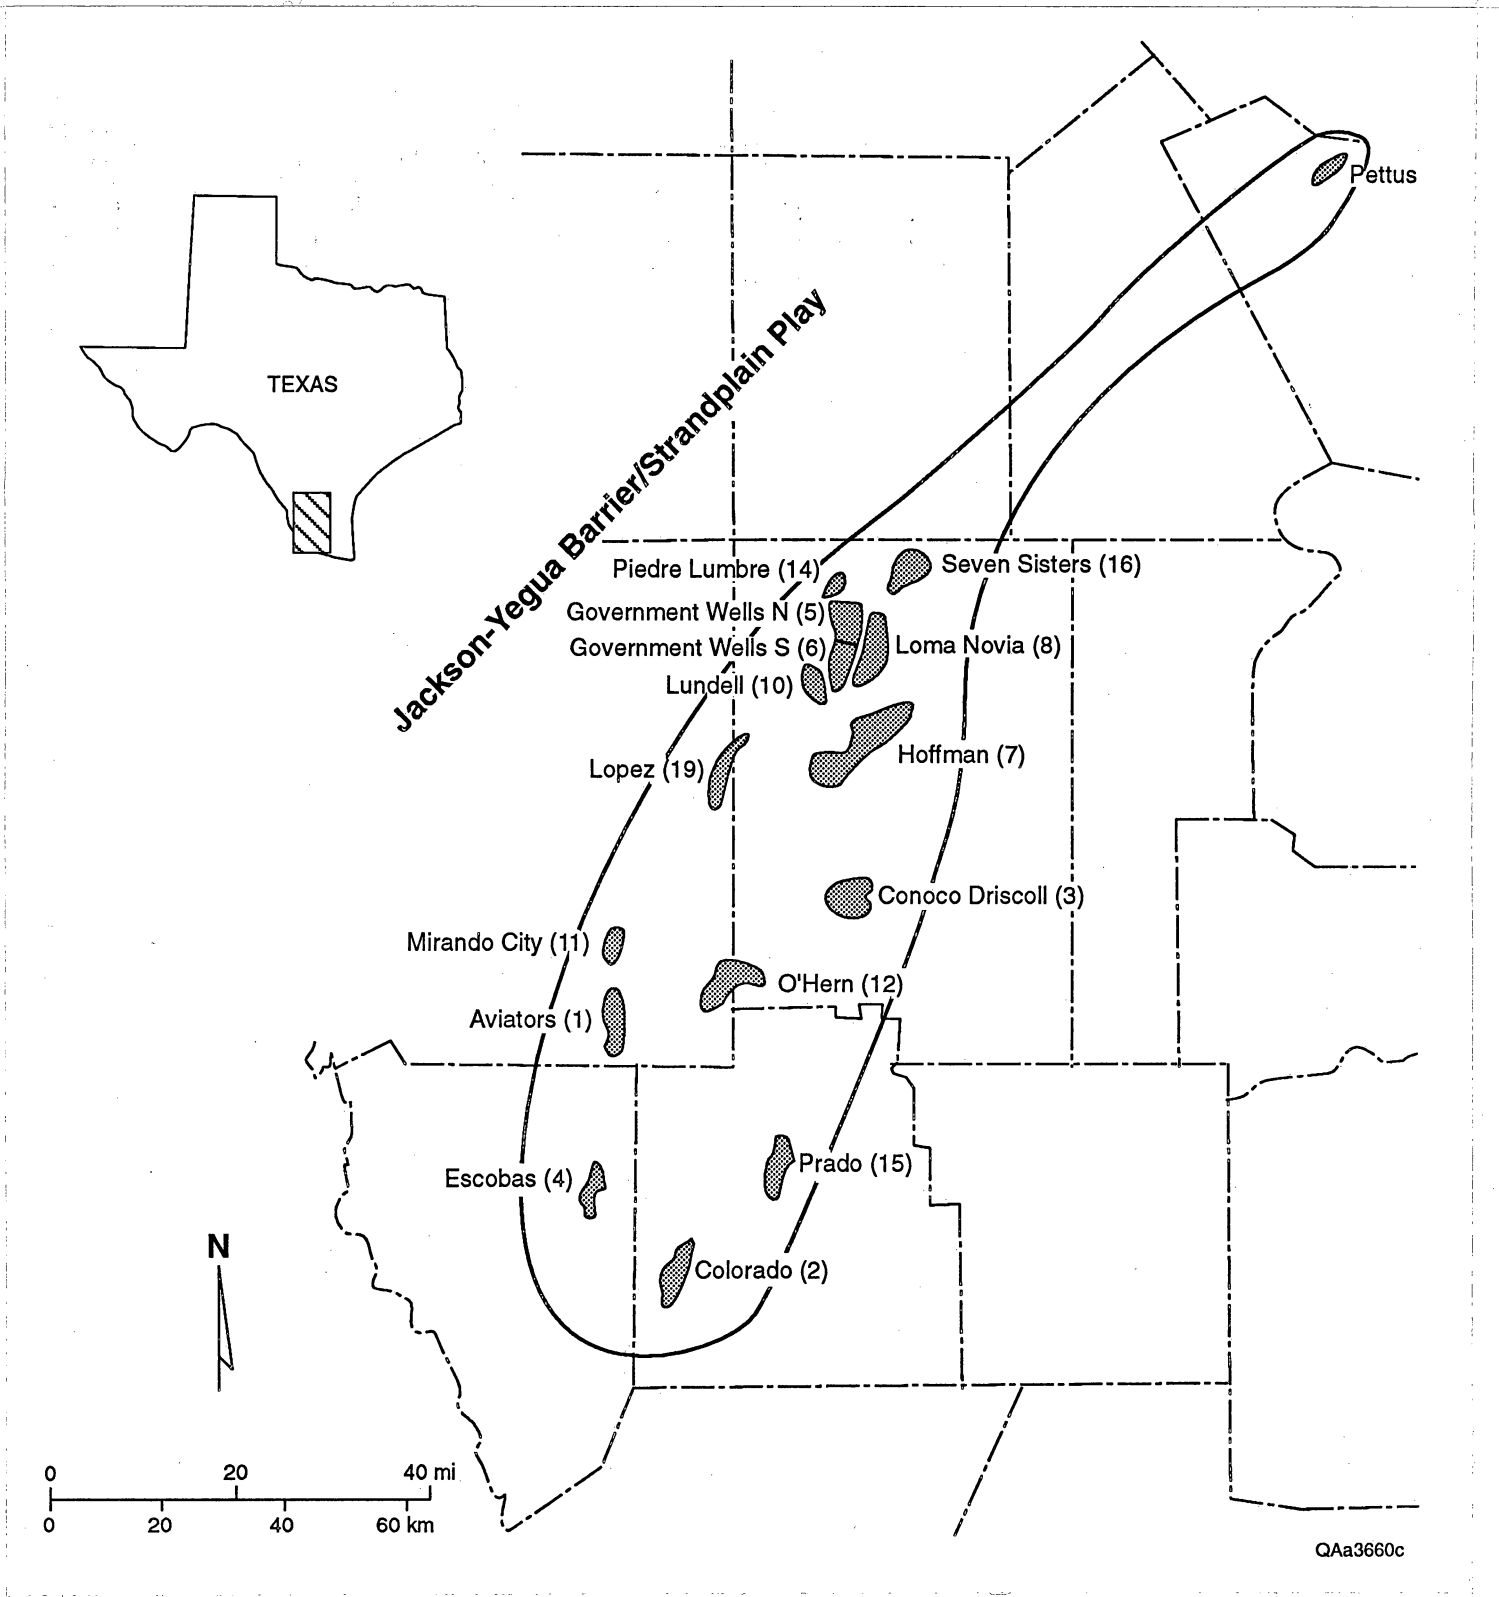 Pettus
TEXAS
Jackson-Yegua Barrier/Strandplain Play
Piedre Lumbre (14)
Seven Sisters (16)
Government Wells N (5)
Government Wells S (6)
Loma Novia (8)
Lundell (10)
Hoffman (7)
Lopez (19)
Conoco Driscoll (3)
Mirando City (11)
O'Hern (12)
Aviators (1)
Escobas (4)
Prado (15)
Colorado (2)
N
0 20 40 mi
0 20 40 60 km
QAa3660c